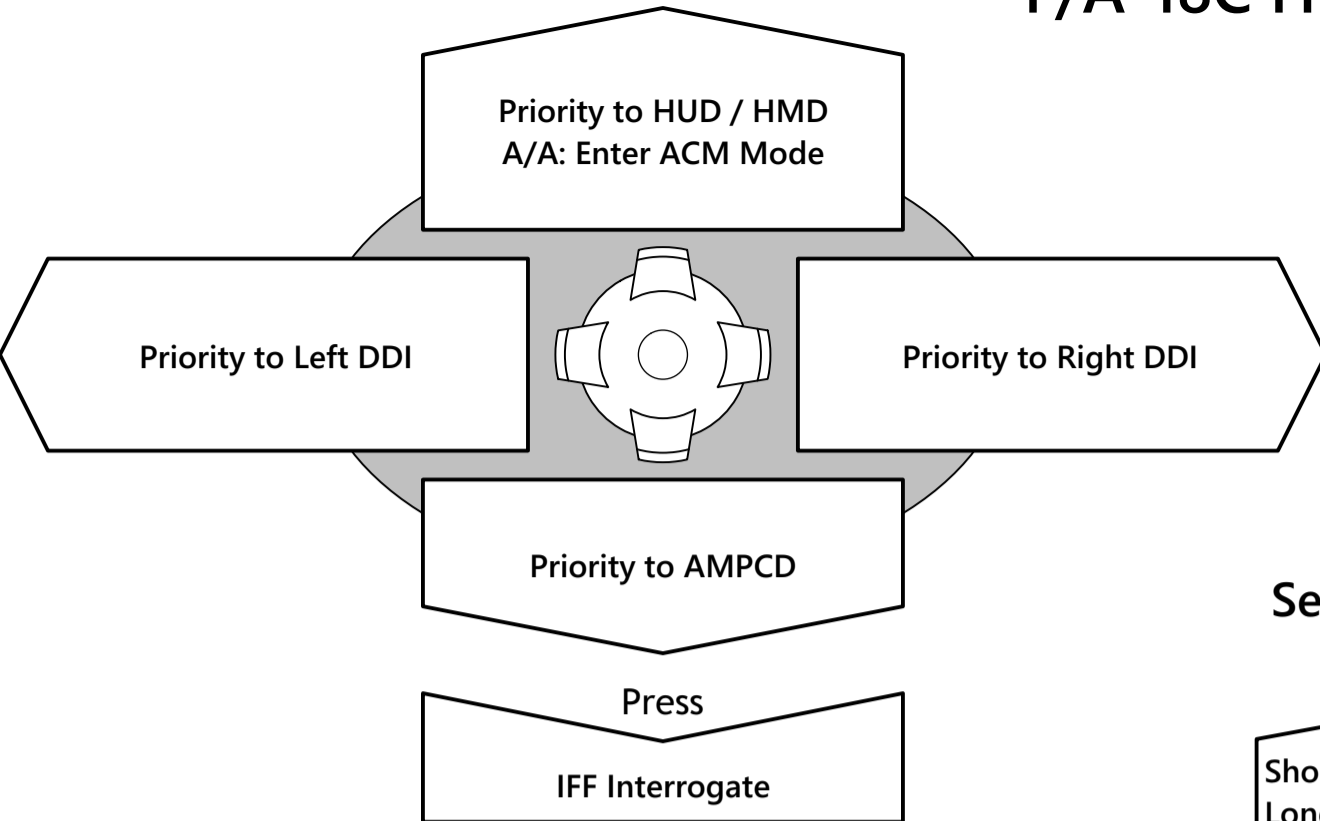 Priority to HUD / HMD
A/A: Enter ACM Mode
Priority to Left DDI
Priority to Right DDI
Priority to AMPCD
Press
IFF Interrogate